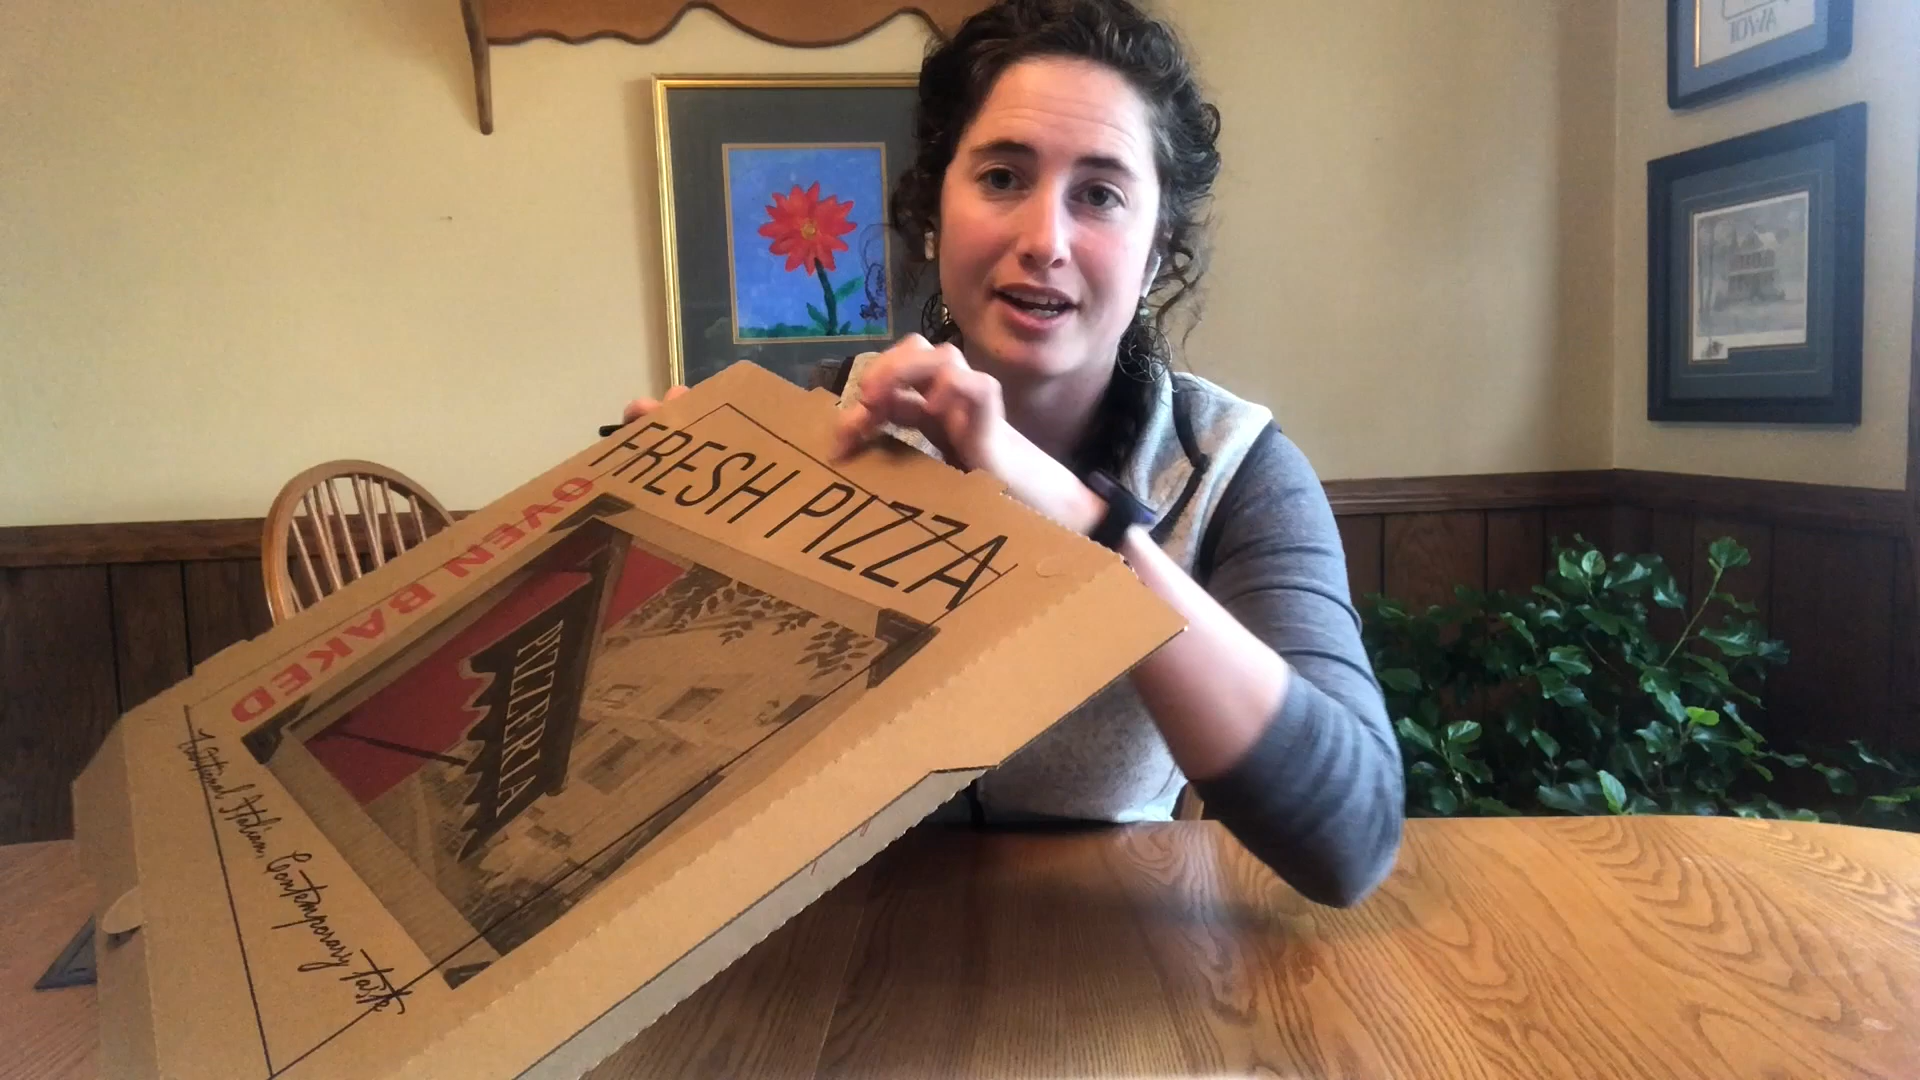 FRESH PIZZA
OVEN BAKED
PIZZERIA
Traditional Italian, Contemporary Taste